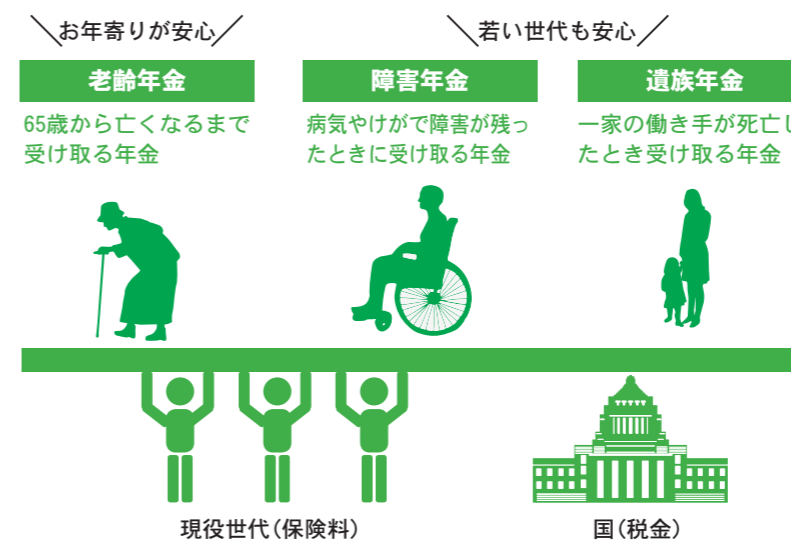 お年寄りが安心
若い世代も安心
老齢年金
65歳から亡くなるまで
受け取る年金
障害年金
病気やけがで障害が残っ
たときに受け取る年金
遺族年金
一家の働き手が死亡し
たとき受け取る年金
現役世代(保険料)
国(税金)